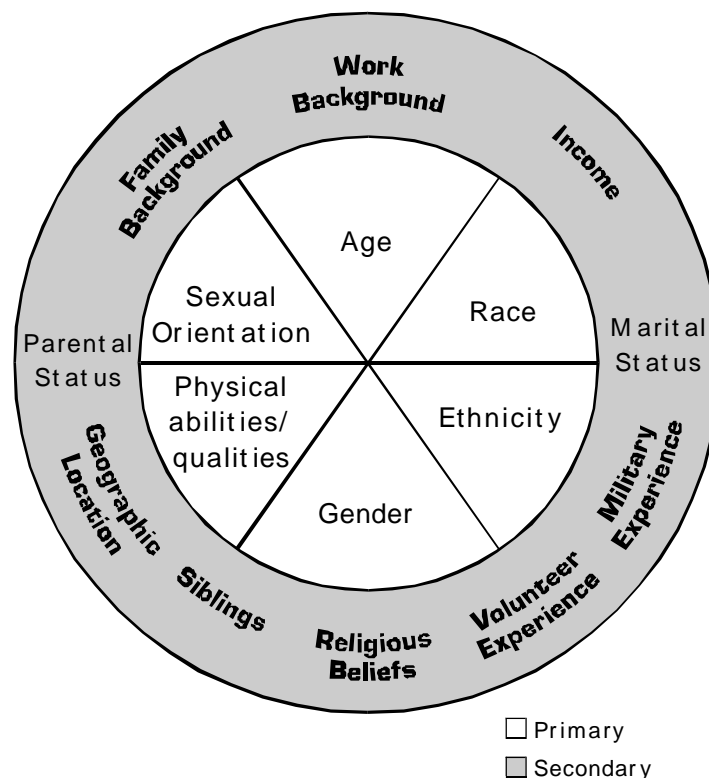 Work
Background
Family
Background
Income
Age
Sexual
Orientation
Race
Parental
Status
Marital
Status
Physical
abilities/
qualities
Ethnicity
Geographic
Location
Military
Experience
Gender
Siblings
Volunteer
Experience
Religious
Beliefs
Primary
Secondary